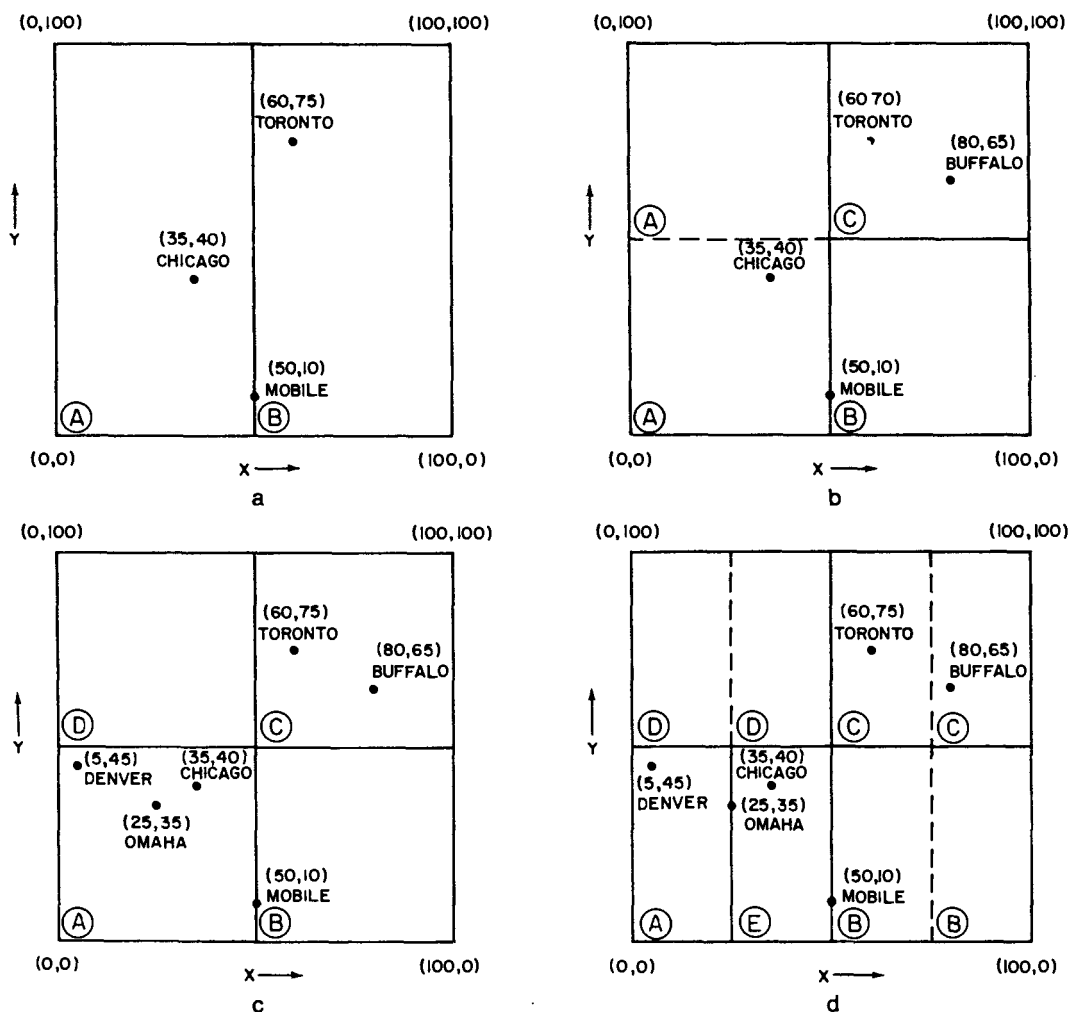 (0,100) (100,100)
(60,75)
TORONTO
(35,40)
CHICAGO
Y
(50,10)
MOBILE
A B
(0,0) X (100,0)
a
(0,100) (100,100)
(60 70)
TORONTO
(80,65)
BUFFALO
A C
Y
(35,40)
CHICAGO
(50,10)
MOBILE
A B
(0,0) X (100,0)
b
(0,100) (100,100)
(60,75)
TORONTO
(80,65)
BUFFALO
D C
Y
(5,45) (35,40)
DENVER CHICAGO
(25,35)
OMAHA
(50,10)
MOBILE
A B
(0,0) X (100,0)
c
(0,100) (100,100)
(60,75)
TORONTO
(80,65)
BUFFALO
D D C C
Y
(35,40)
CHICAGO
(5,45)
DENVER
(25,35)
OMAHA
(50,10)
MOBILE
A E B B
(0,0) X (100,0)
d